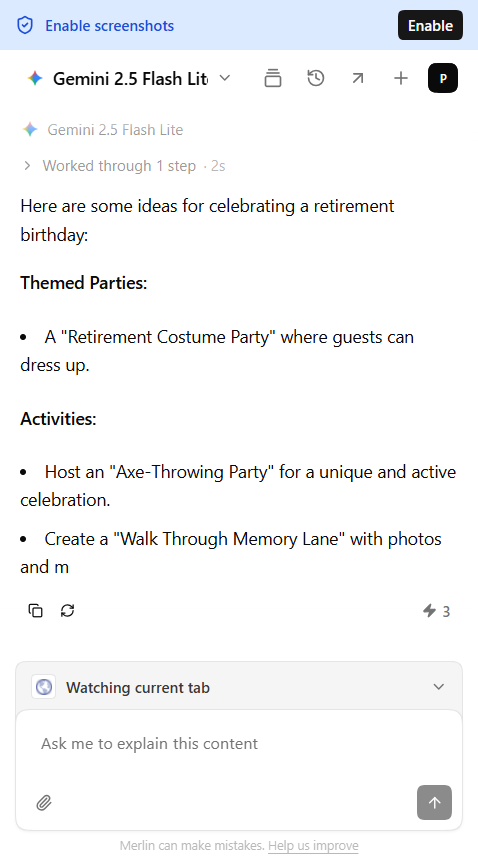 Enable screenshots
Enable
Gemini 2.5 Flash Lit
P
Gemini 2.5 Flash Lite
Worked through 1 step · 2s
Here are some ideas for celebrating a retirement
birthday:
Themed Parties:
• A "Retirement Costume Party" where guests can
dress up.
Activities:
• Host an "Axe-Throwing Party" for a unique and active
celebration.
• Create a "Walk Through Memory Lane" with photos
and m
3
Watching current tab
Ask me to explain this content
Merlin can make mistakes. Help us improve